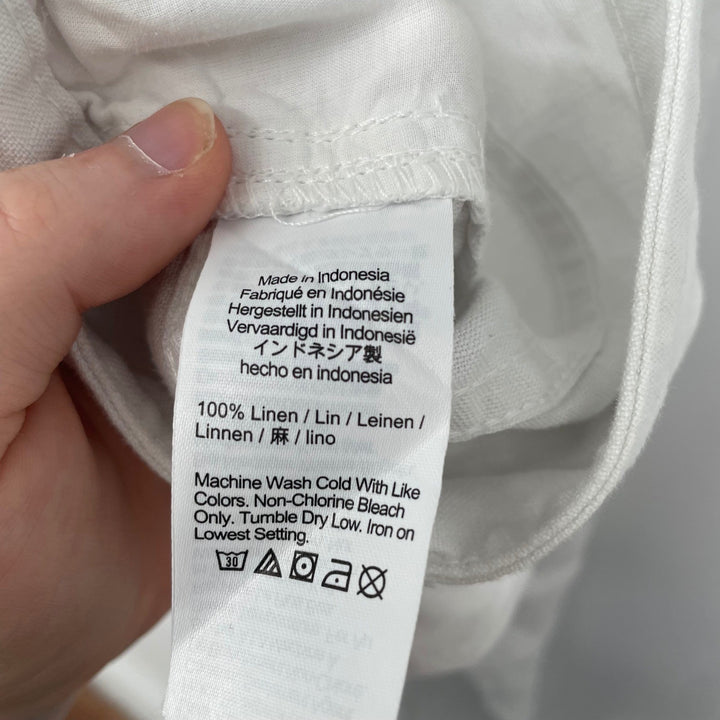 Made in Indonesia
Fabriqué en Indonésie
Hergestellt in Indonesien
Vervaardigd in Indonesië
インドネシア製
hecho en indonesia
100% Linen / Lin / Leinen /
Linnen / 麻 / lino
Machine Wash Cold With Like
Colors. Non-Chlorine Bleach
Only. Tumble Dry Low. Iron on
Lowest Setting.
30